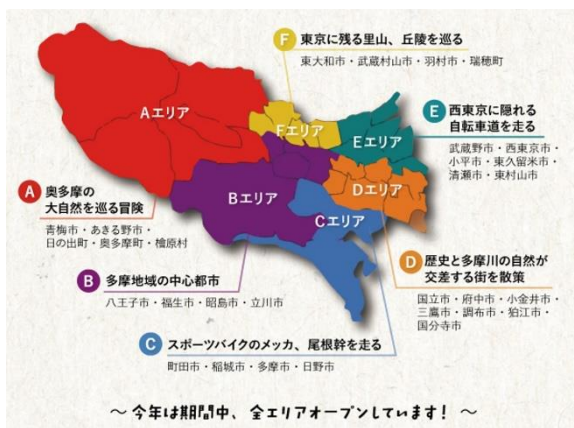 F 東京に残る里山、丘陵を巡る
東大和市・武蔵村山市・羽村市・瑞穂町
Aエリア
Fエリア
Eエリア
E 西東京に隠れる
自転車道を走る
武蔵野市・西東京市・
小平市・東久留米市・
清瀬市・東村山市
Bエリア
Dエリア
Cエリア
A 奥多摩の
大自然を巡る冒険
青梅市・あきる野市・
日の出町・奥多摩町・檜原村
B 多摩地域の中心都市
八王子市・福生市・昭島市・立川市
D 歴史と多摩川の自然が
交差する街を散策
国立市・府中市・小金井市・
三鷹市・調布市・狛江市・
国分寺市
C スポーツバイクのメッカ、尾根幹を走る
町田市・稲城市・多摩市・日野市
～ 今年は期間中、全エリアオープンしています! ～